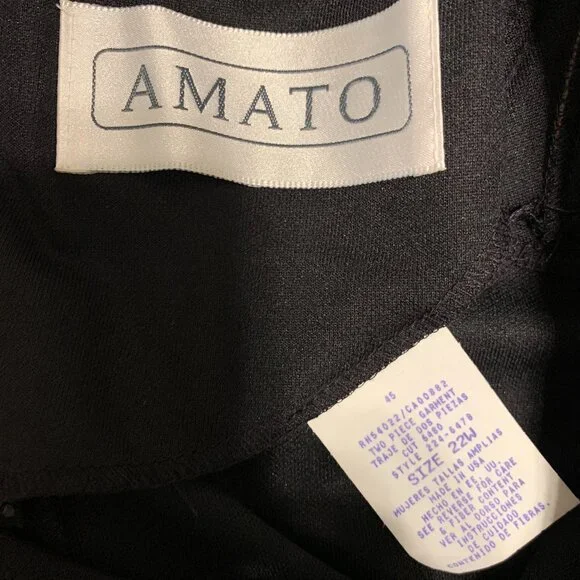 AMATO
45
RN54022/CA00882
TWO PIECE GARMENT
TRAJE DE DOS PIEZAS
CUT 6480
STYLE 224-6470
SIZE 22W
MUJERES TALLAS AMPLIAS
MADE IN USA
HECHO EN EE UU
SEE REVERSE FOR CARE
& FIBER CONTENT
VER AL DORSO PARA
INSTRUCCIONES
DE CUIDADO
CONTENIDO DE FIBRAS.